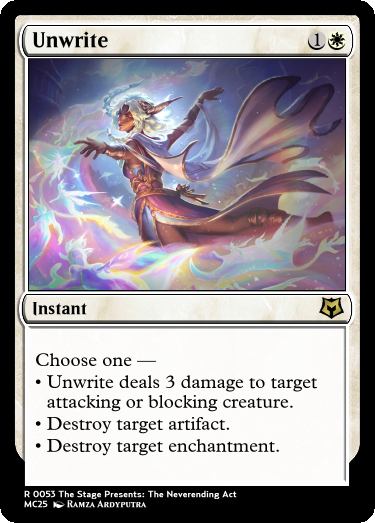 Unwrite 1
Instant
Choose one —
• Unwrite deals 3 damage to target
attacking or blocking creature.
• Destroy target artifact.
• Destroy target enchantment.
R 0053 The Stage Presents: The Neverending Act
MC25 Ramza Ardyputra